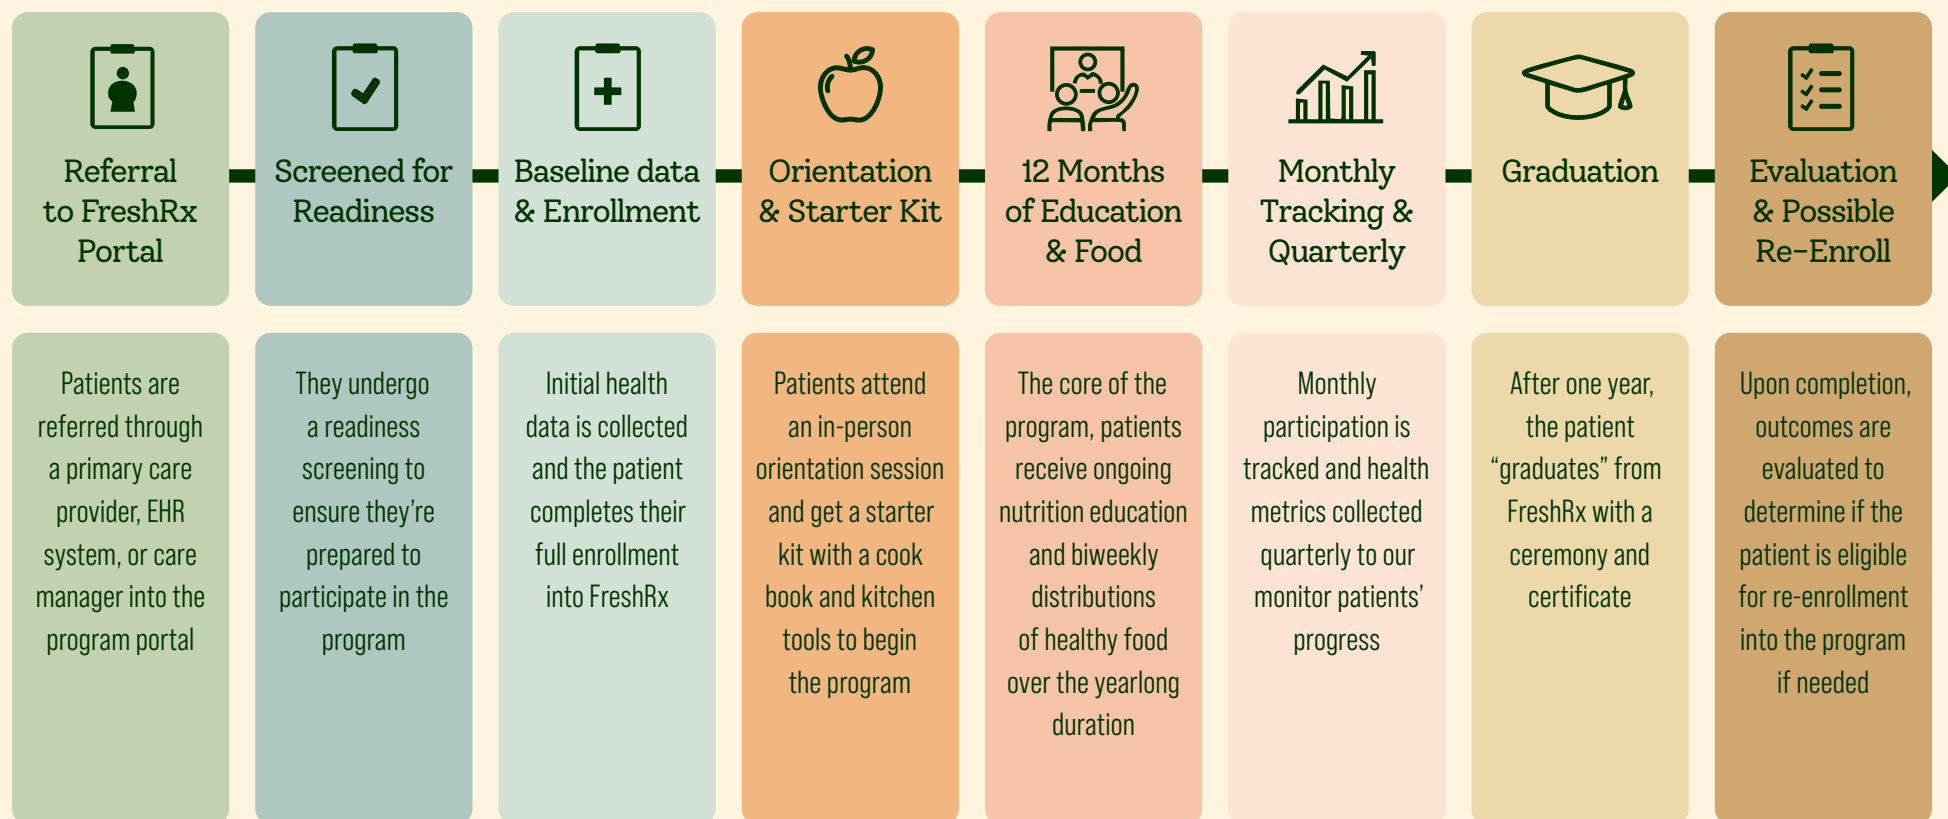 Referral
to FreshRx
Portal
Screened for
Readiness
Baseline data
& Enrollment
Orientation
& Starter Kit
12 Months
of Education
& Food
Monthly
Tracking &
Quarterly
Graduation
Evaluation
& Possible
Re-Enroll
Patients are
referred through
a primary care
provider, EHR
system, or care
manager into the
program portal
They undergo
a readiness
screening to
ensure they're
prepared to
participate in the
program
Initial health
data is collected
and the patient
completes their
full enrollment
into FreshRx
Patients attend
an in-person
orientation session
and get a starter
kit with a cook
book and kitchen
tools to begin
the program
The core of the
program, patients
receive ongoing
nutrition education
and biweekly
distributions
of healthy food
over the yearlong
duration
Monthly
participation is
tracked and health
metrics collected
quarterly to our
monitor patients’
progress
After one year,
the patient
“graduates” from
FreshRx with a
ceremony and
certificate
Upon completion,
outcomes are
evaluated to
determine if the
patient is eligible
for re-enrollment
into the program
if needed